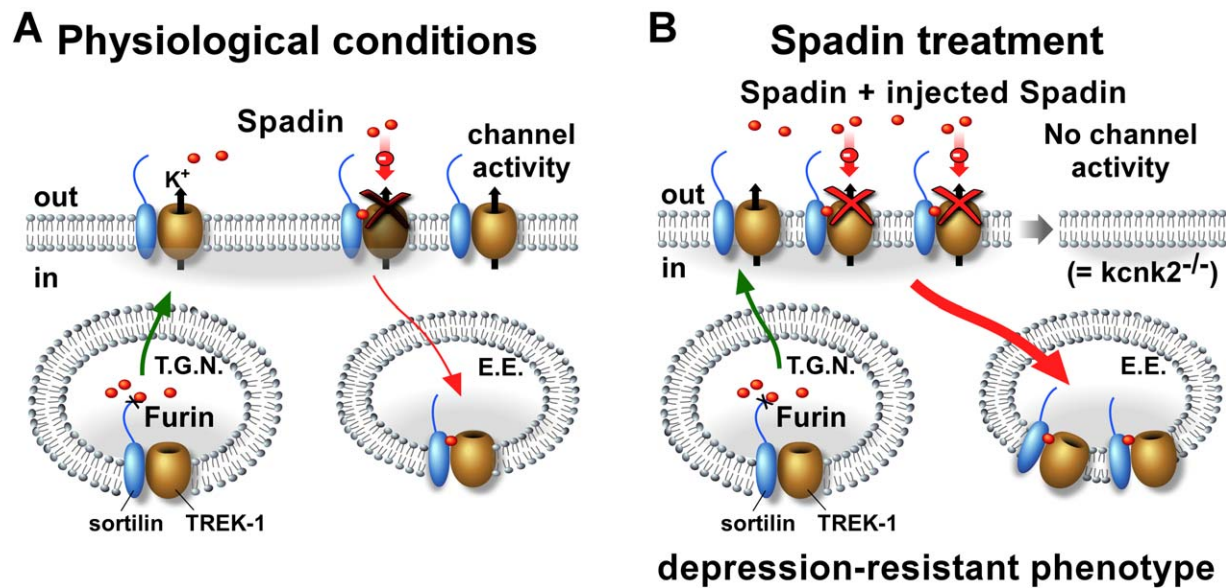 A Physiological conditions
Spadin
channel
activity
K+
out
in
T.G.N.
Furin
sortilin
TREK-1
E.E.
B Spadin treatment
Spadin + injected Spadin
No channel
activity
out
in
(= kcnk2-/-)
T.G.N.
Furin
sortilin
TREK-1
E.E.
depression-resistant phenotype